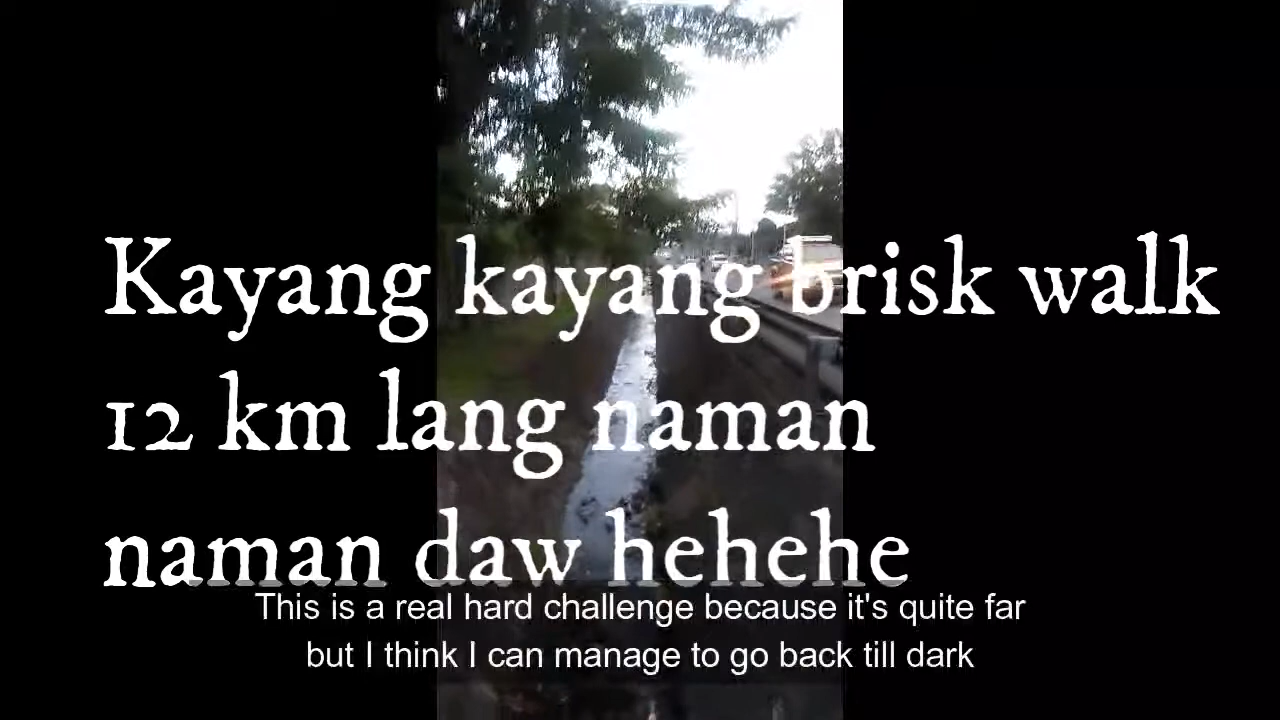 Kayang kayang brisk walk
12 km lang naman
naman daw hehehe
This is a real hard challenge because it's quite far
but I think I can manage to go back till dark